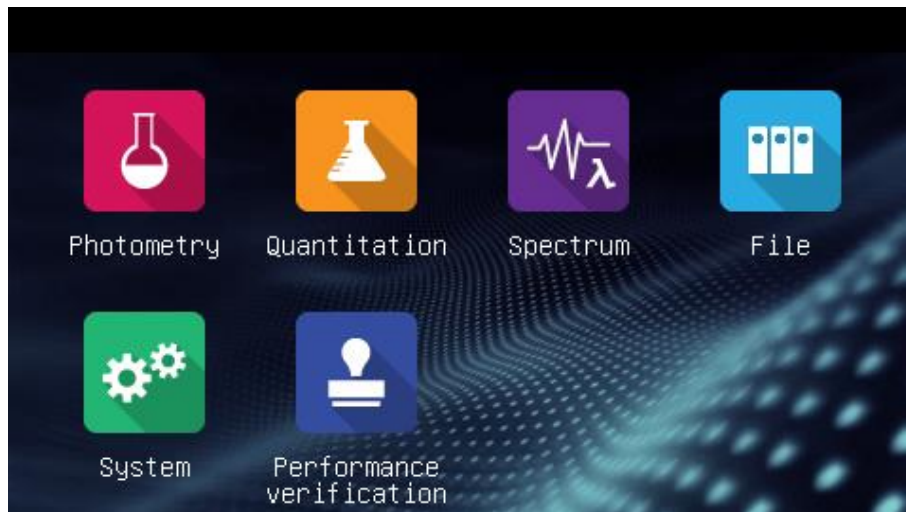 Photometry
Quantitation
Spectrum
File
System
Performance
verification
λ